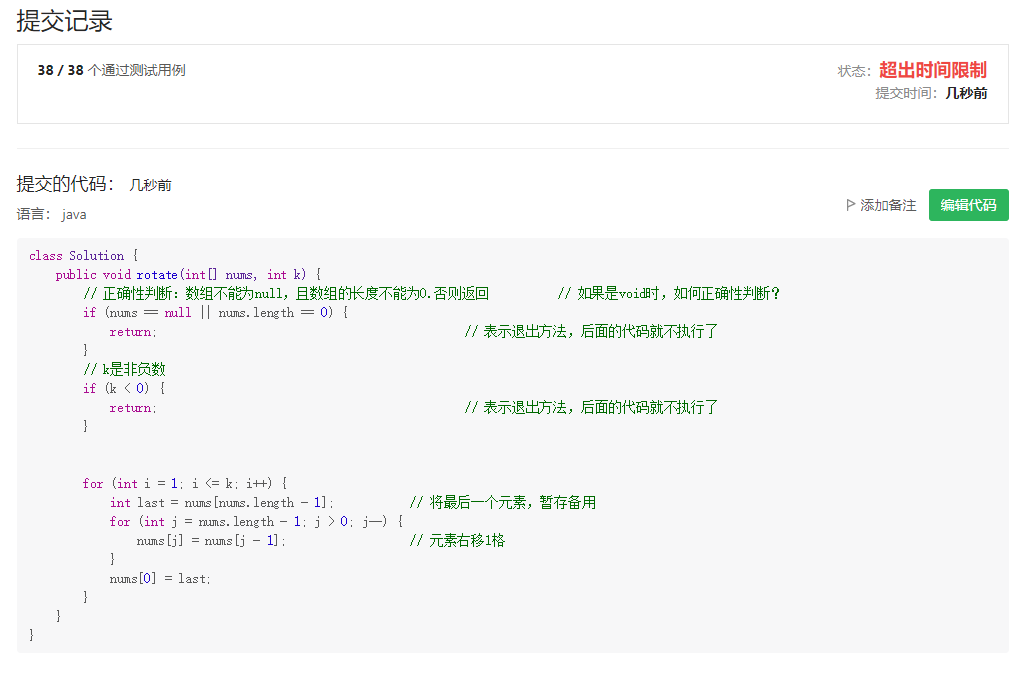 提交记录
38 / 38 个通过测试用例
状态：超出时间限制
提交时间：几秒前
提交的代码： 几秒前
语言： java
添加备注 编辑代码
class Solution {
public void rotate(int[] nums, int k) {
// 正确性判断：数组不能为null，且数组的长度不能为0.否则返回 // 如果是void时，如何正确性判断？
if (nums == null || nums.length == 0) {
return; // 表示退出方法，后面的代码就不执行了
}
// k是非负数
if (k < 0) {
return; // 表示退出方法，后面的代码就不执行了
}
for (int i = 1; i <= k; i++) {
int last = nums[nums.length - 1]; // 将最后一个元素，暂存备用
for (int j = nums.length - 1; j > 0; j--) {
nums[j] = nums[j - 1]; // 元素右移1格
}
nums[0] = last;
}
}
}